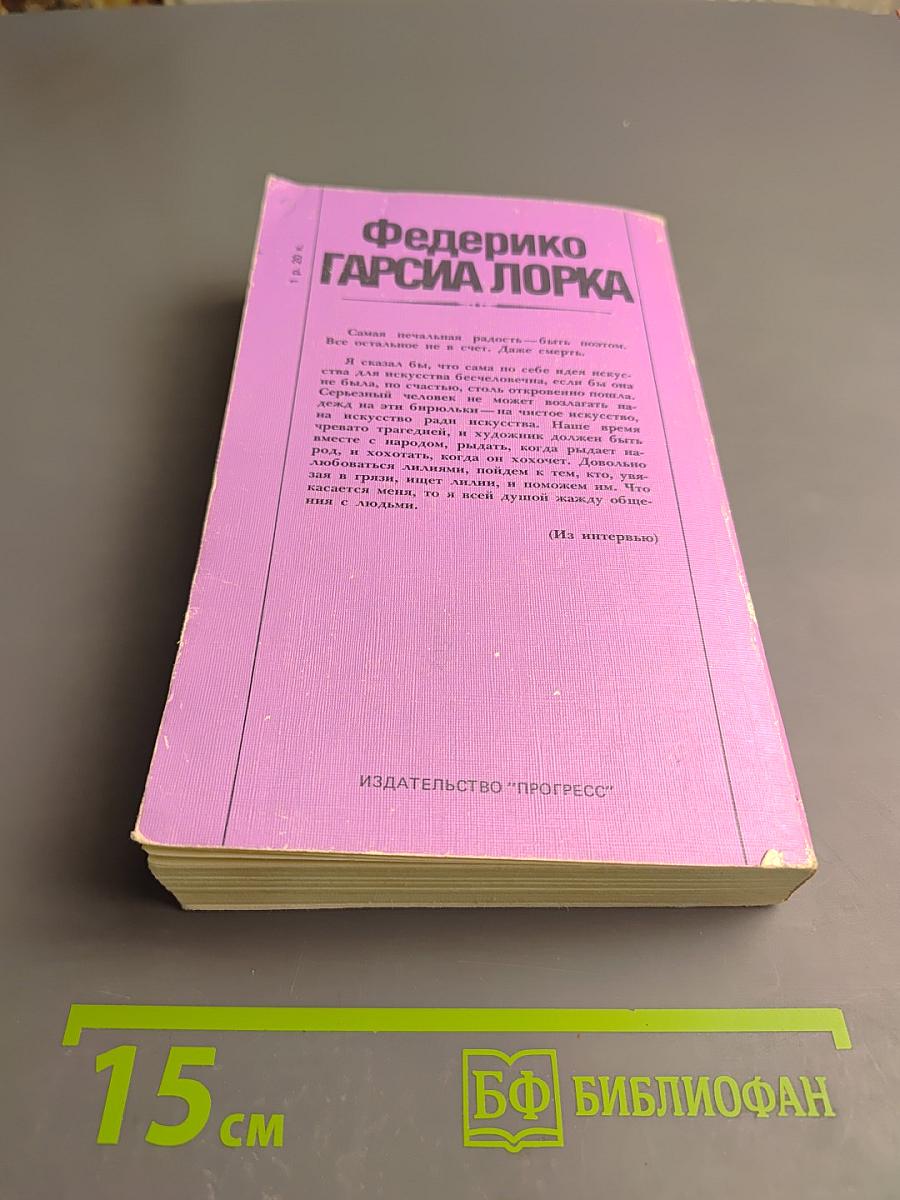 1 р. 20 к.
Федерико
ГАРСИА ЛОРКА
Самая печальная радость — быть поэтом.
Все остальное не в счет. Даже смерть.
Я сказал бы, что сама по себе идея искус-
ства для искусства бесчеловечна, если бы она
не была, по счастью, столь откровенно пошла.
Серьезный человек не может возлагать на-
дежд на эти бирюльки — на чистое искусство,
на искусство ради искусства. Наше время
чревато трагедией, и художник должен быть
вместе с народом, рыдать, когда рыдает на-
род, и хохотать, когда он хохочет. Довольно
любоваться лилиями, пойдем к тем, кто, увя-
зая в грязи, ищет лилии, и поможем им. Что
касается меня, то я всей душой жажду обще-
ния с людьми.
(Из интервью)
ИЗДАТЕЛЬСТВО "ПРОГРЕСС"
15 см
БФ БИБЛИОФАН